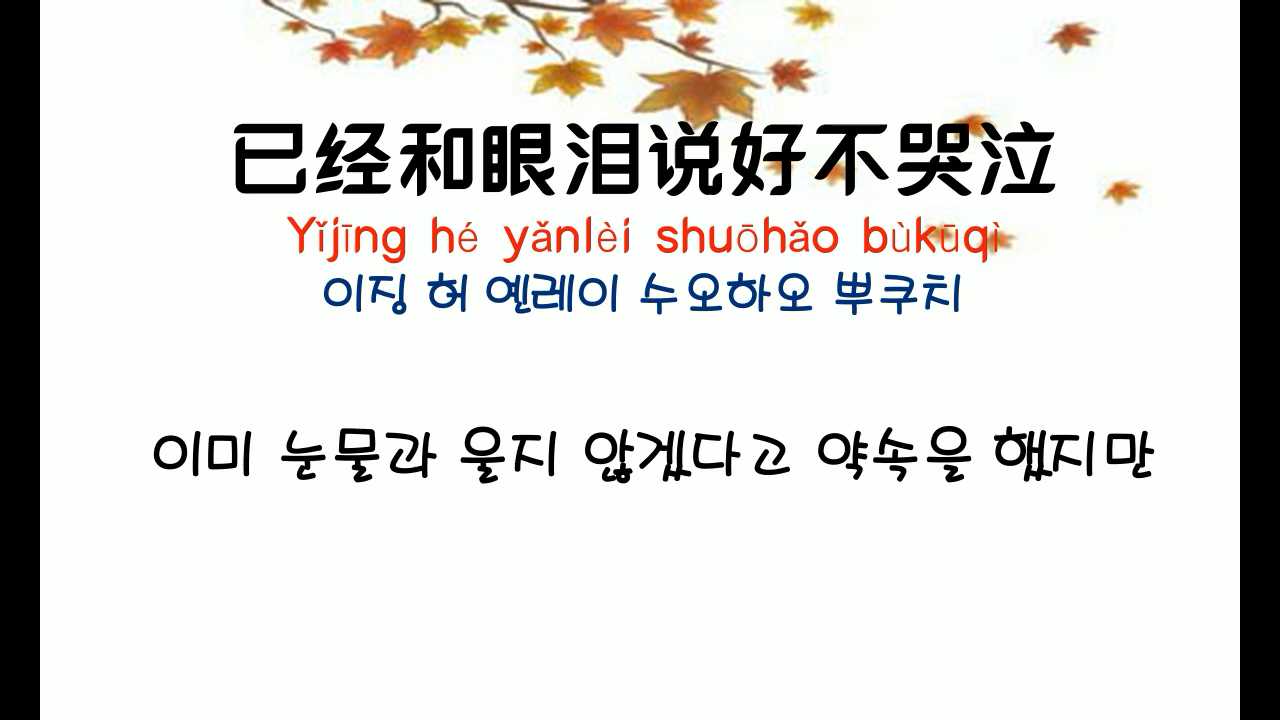 已经和眼泪说好不哭泣
Yǐjīng hé yǎnlèi shuōhǎo bùkūqì
이징 허 옌레이 수오하오 뿌쿠치
이미 눈물과 울지 않겠다고 약속을 했지만